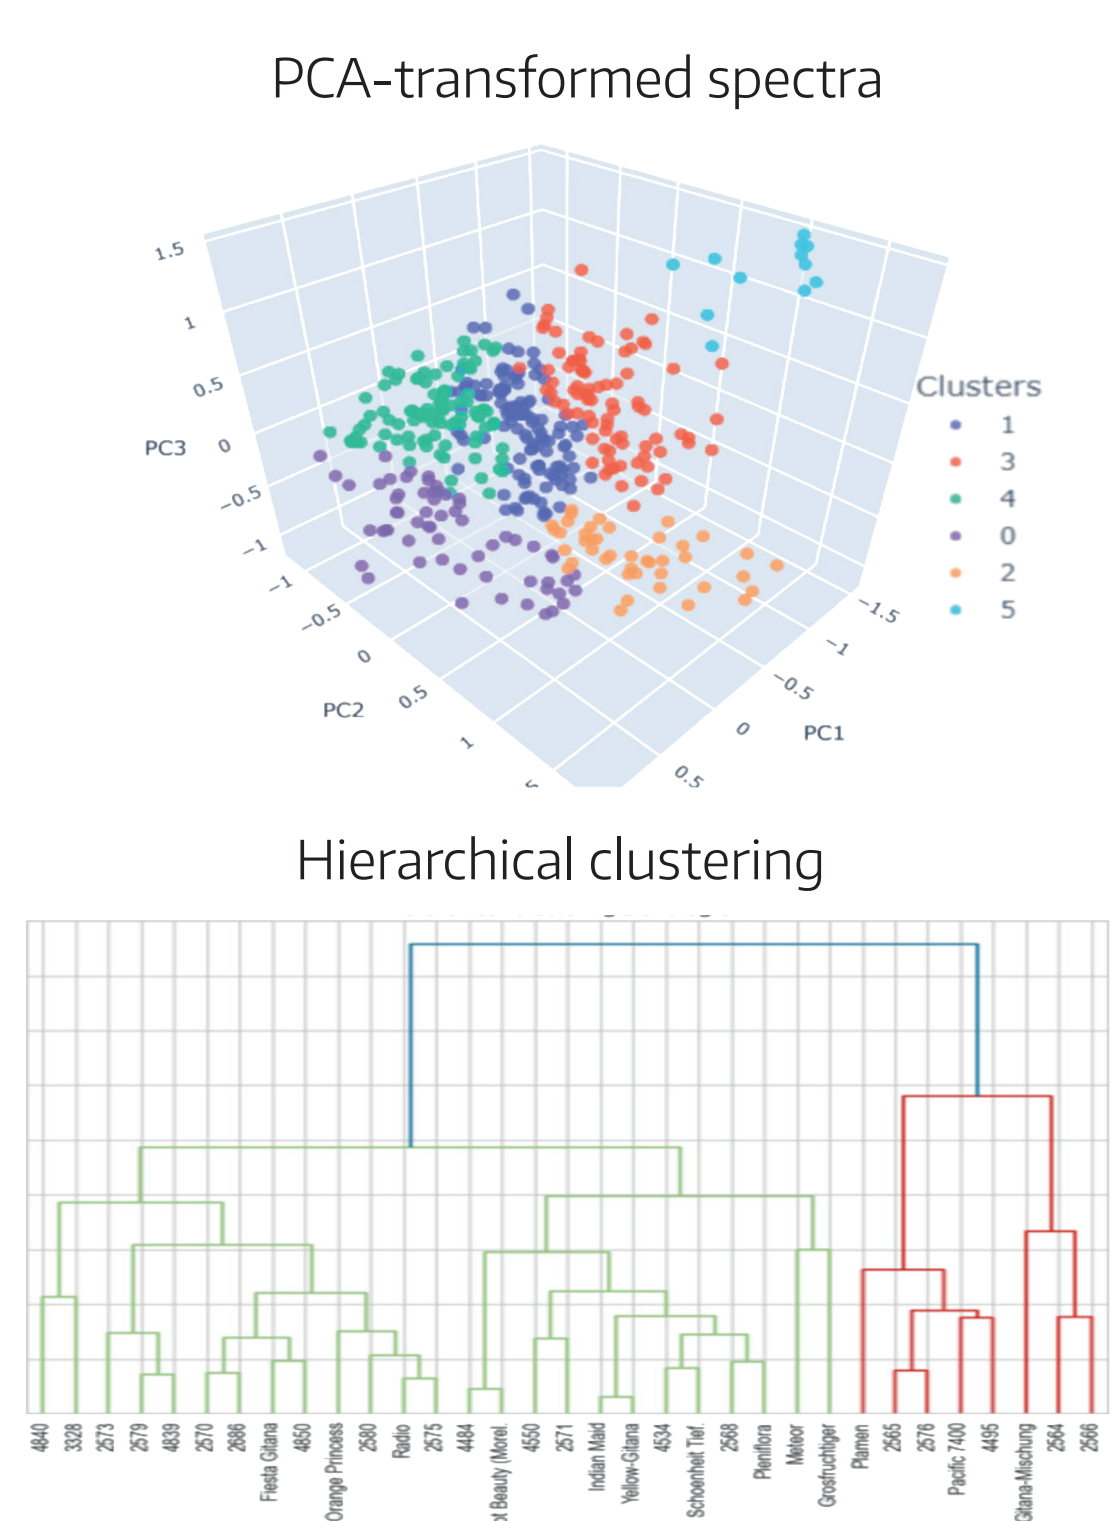 PCA-transformed spectra
1.5
1
0.5
0
−0.5
−1
PC3
−1
−0.5
0
0.5
1
PC2
−1.5
−1
−0.5
0
0.5
PC1
Clusters
1
3
4
0
2
5
Hierarchical clustering
4840
3328
2573
2579
4839
2570
2686
Fiesta Gitana
4850
Orange Princess
2580
Radio
2575
4484
Beauty (Morel.
4550
2571
Indian Maid
Yellow-Gitana
4534
Schoenheit Tief.
2568
Pleniflora
Meteor
Grosfruchtiger
Plamen
2565
2576
Pacific 7400
4495
Gitana-Mischung
2564
2566